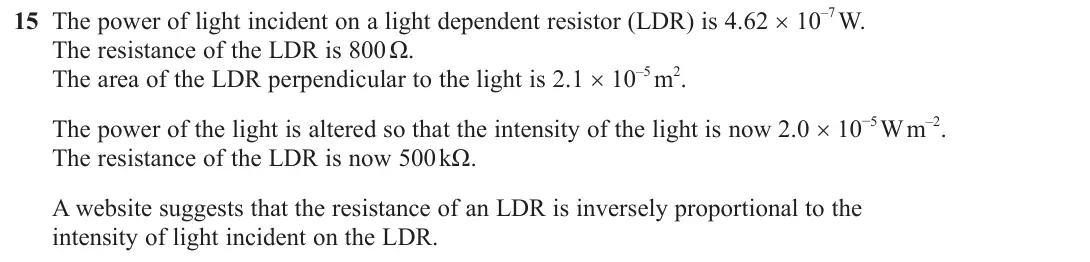 15 The power of light incident on a light dependent resistor (LDR) is 4.62 × 10⁻⁷ W.
The resistance of the LDR is 800 Ω.
The area of the LDR perpendicular to the light is 2.1 × 10⁻⁵ m².
The power of the light is altered so that the intensity of the light is now 2.0 × 10⁻⁵ W m⁻².
The resistance of the LDR is now 500 kΩ.
A website suggests that the resistance of an LDR is inversely proportional to the
intensity of light incident on the LDR.